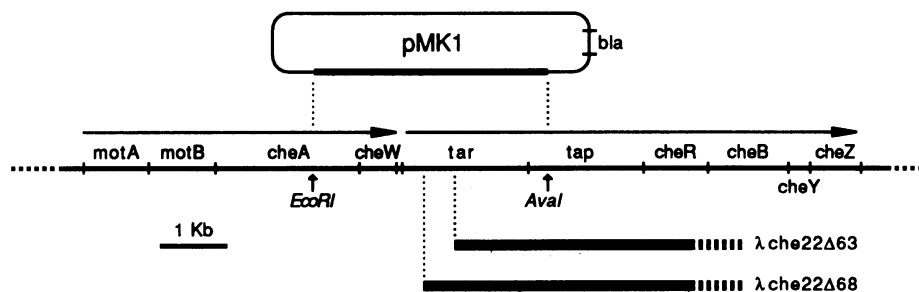 pMK1
bla
motA motB cheA cheW tar tap cheR cheB cheZ
cheY
EcoRI AvaI
1 Kb
λche22Δ63
λche22Δ68